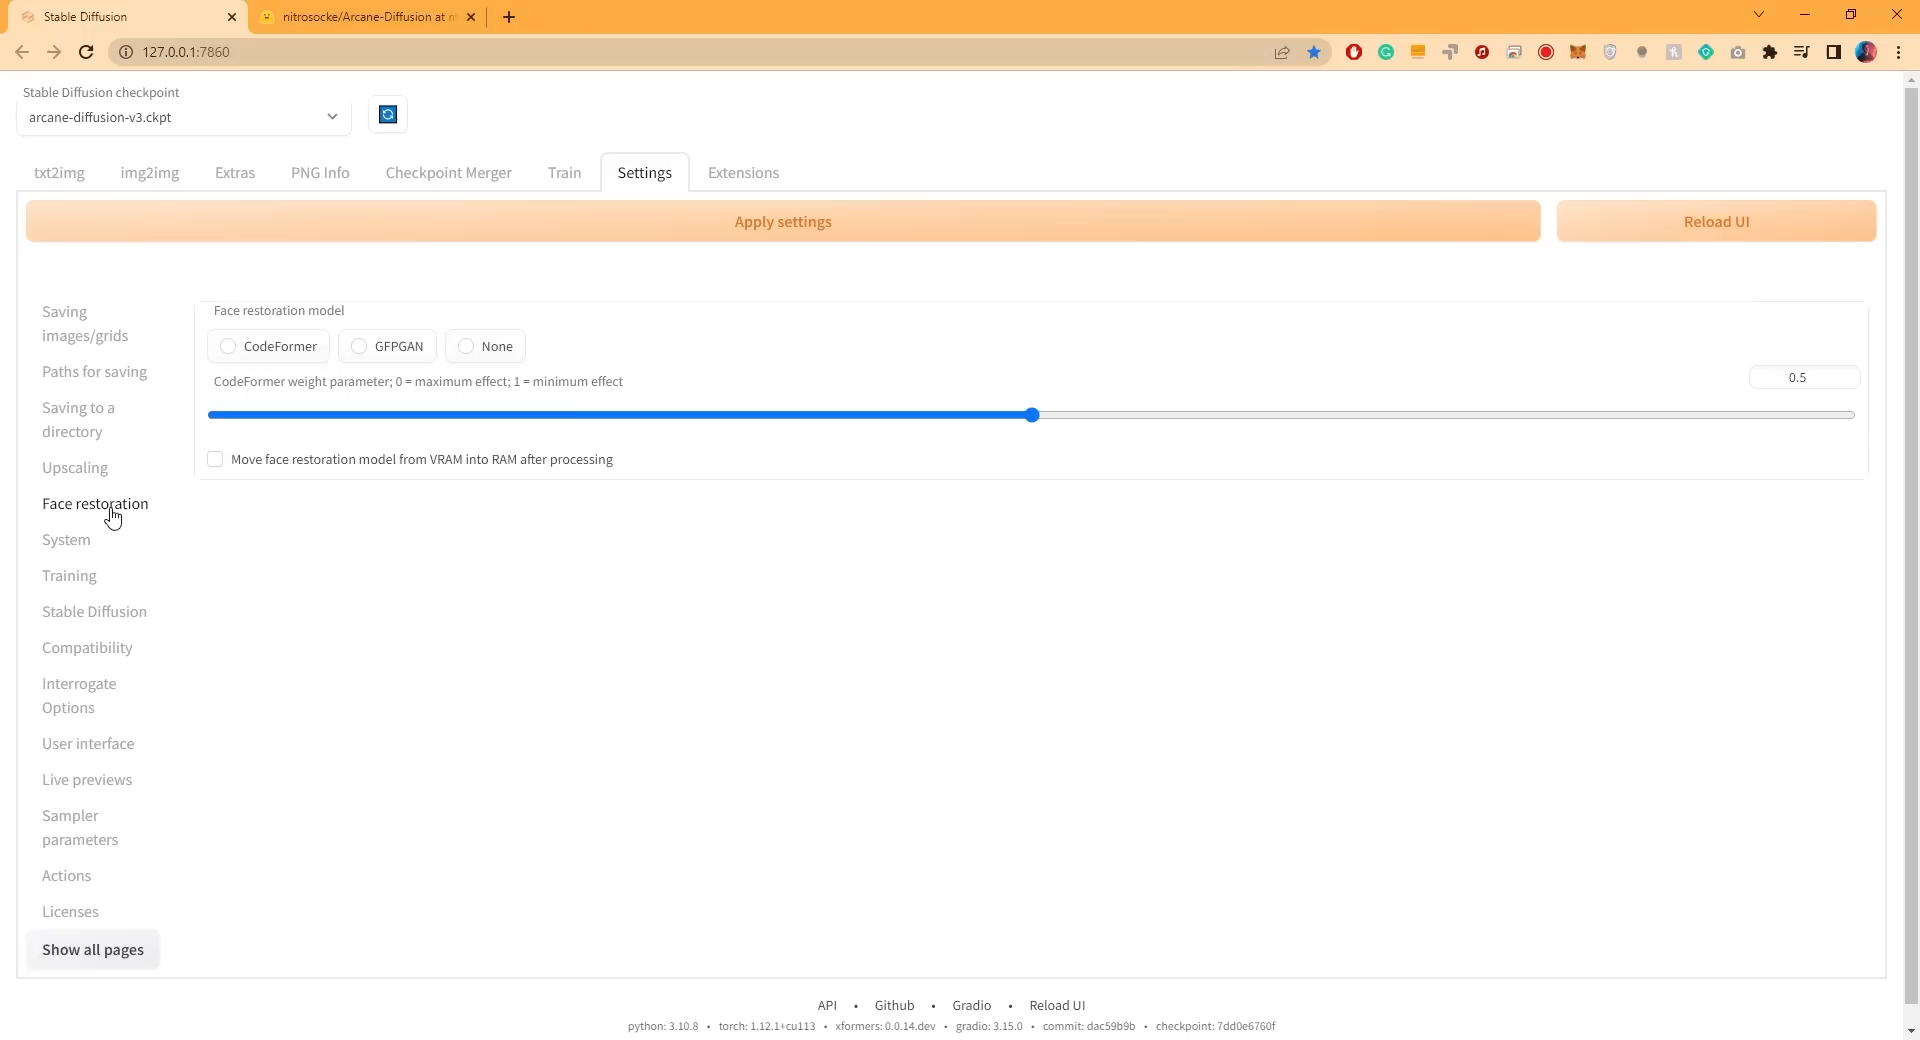 Stable Diffusion
nitrosocke/Arcane-Diffusion at m
127.0.0.1:7860
Stable Diffusion checkpoint
arcane-diffusion-v3.ckpt
txt2img
img2img
Extras
PNG Info
Checkpoint Merger
Train
Settings
Extensions
Apply settings
Reload UI
Saving
images/grids
Paths for saving
Saving to a
directory
Upscaling
Face restoration
System
Training
Stable Diffusion
Compatibility
Interrogate
Options
User interface
Live previews
Sampler
parameters
Actions
Licenses
Show all pages
Face restoration model
CodeFormer
GFPGAN
None
CodeFormer weight parameter; 0 = maximum effect; 1 = minimum effect
0.5
Move face restoration model from VRAM into RAM after processing
API • Github • Gradio • Reload UI
python: 3.10.8 • torch: 1.12.1+cu113 • xformers: 0.0.14.dev • gradio: 3.15.0 • commit: dac59b9b • checkpoint: 7dd0e6760f